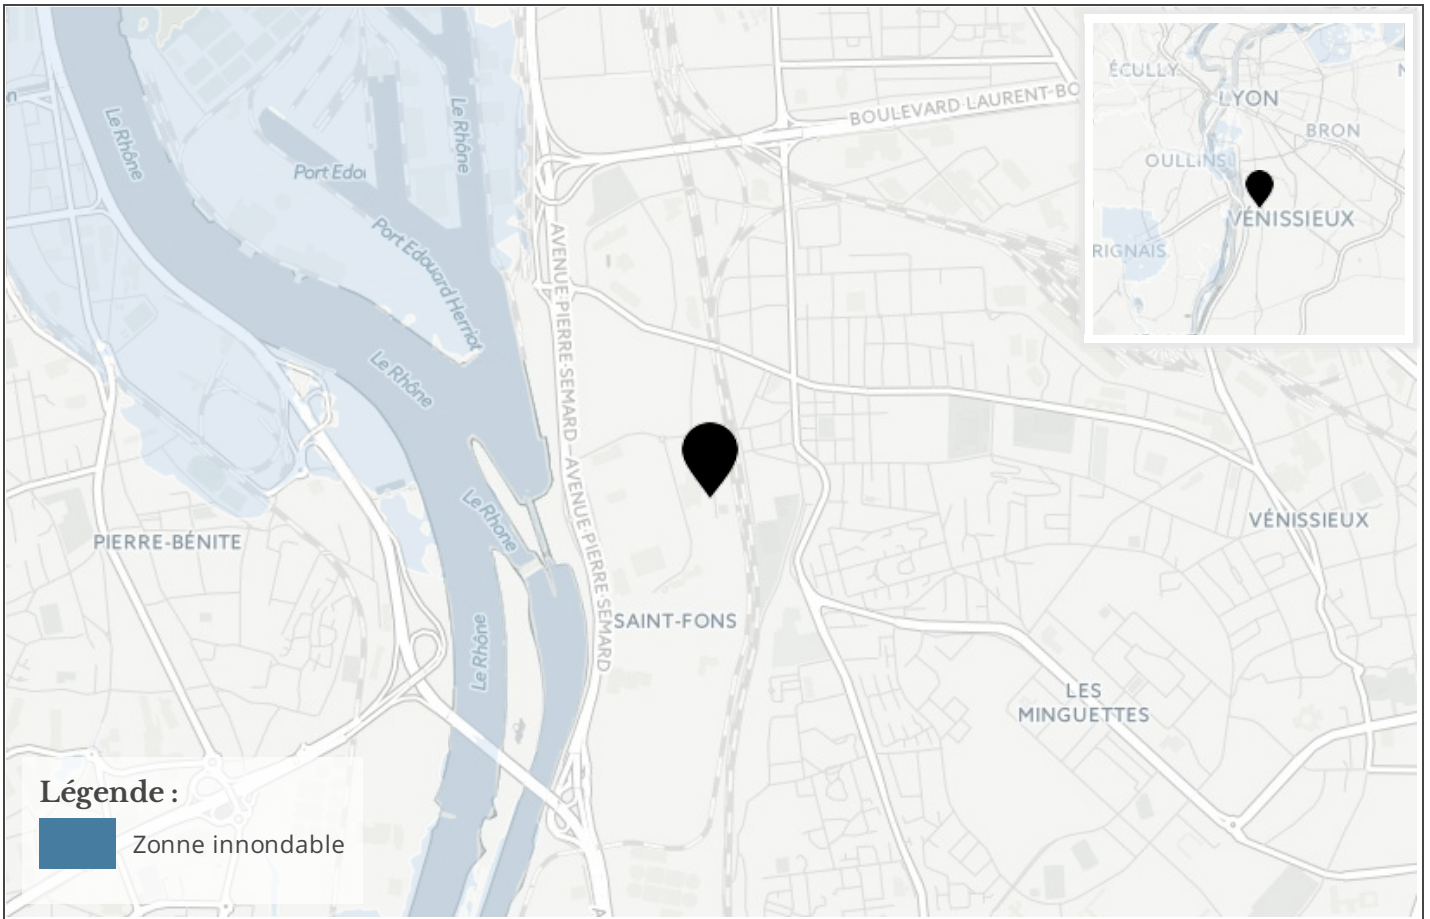 Le Rhône
Le Rhône
Port Edoi
Port Edouard Herriot
BOULEVARD LAURENT-BO
ÉCULLY
LYON
BRON
OULLINS
VÉNISSIEUX
RIGNAIS
AVENUE-PIERRE-SEMARD—AVENUE-PIERRE-SEMARD
Le Rhône
Le Rhone
PIERRE-BÉNITE
VÉNISSIEUX
SAINT-FONS
Le Rhône
LES
MINGUETTES
Légende :
Zonne innondable